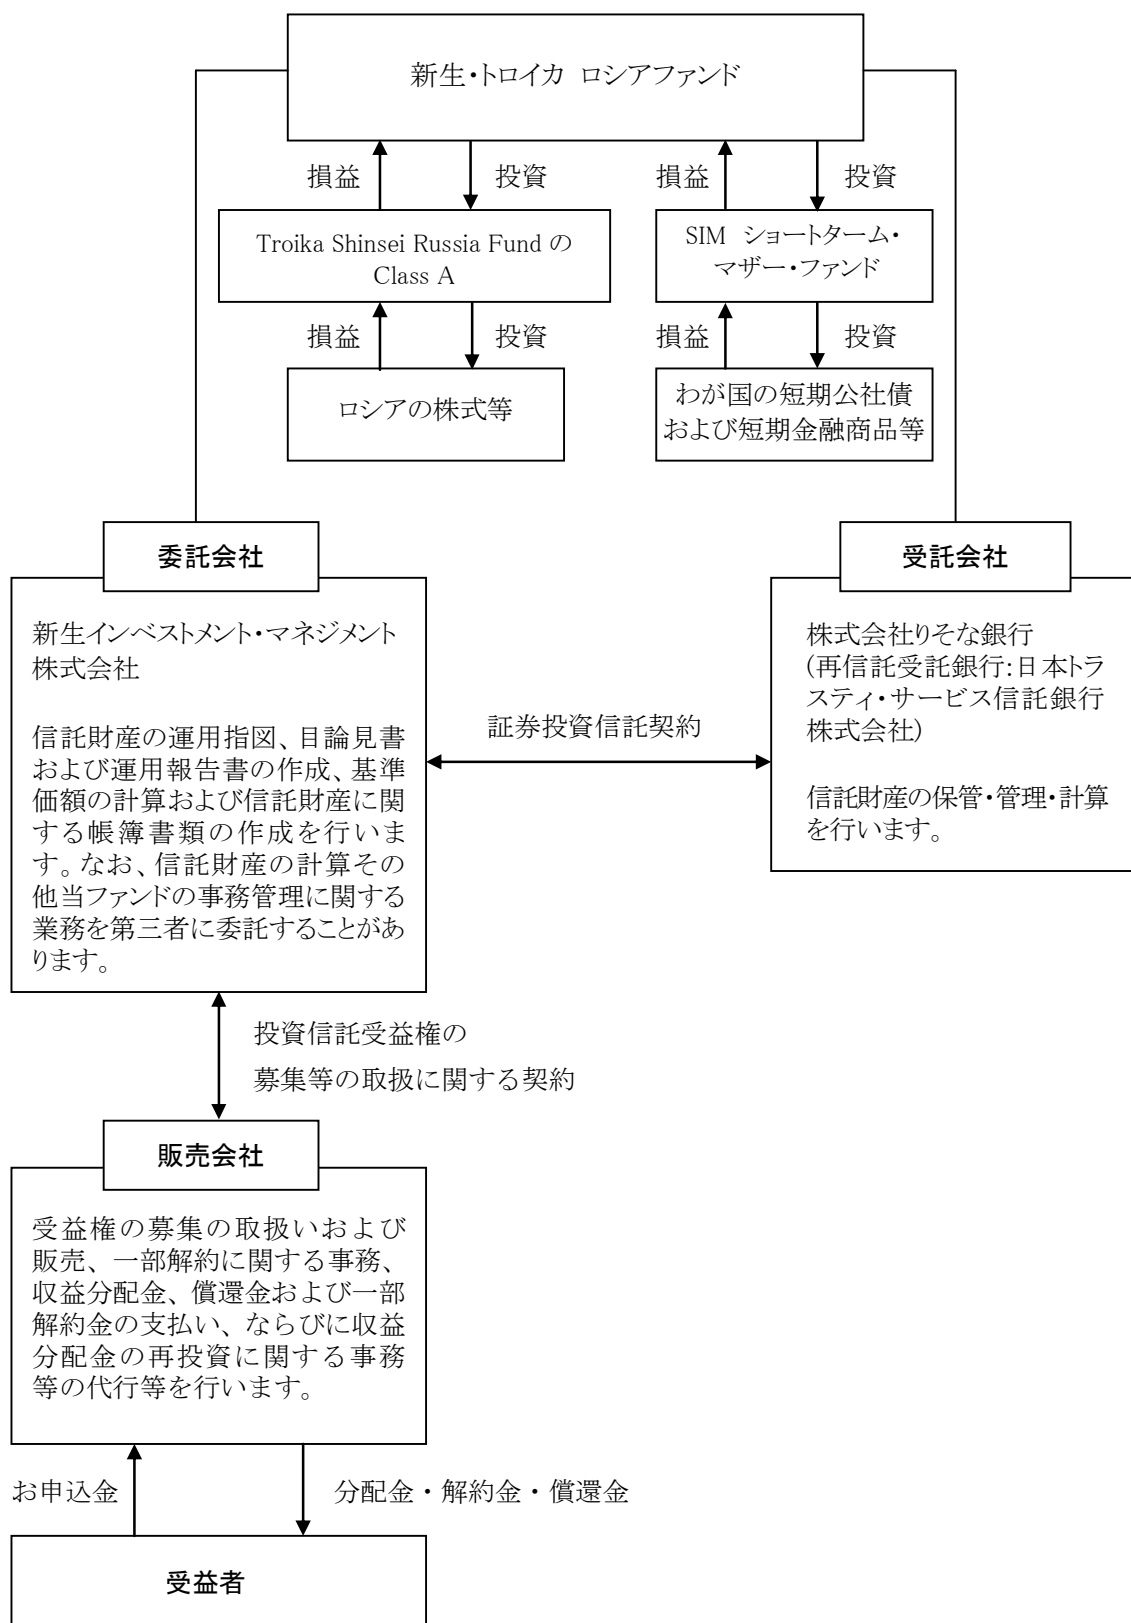 新生・トロイカ ロシアファンド
損益
投資
損益
投資
Troika Shinsei Russia Fund の
Class A
SIM ショートターム・
マザー・ファンド
損益
投資
損益
投資
ロシアの株式等
わが国の短期公社債
および短期金融商品等
委託会社
新生インベストメント・マネジメント
株式会社
信託財産の運用指図、目論見書
および運用報告書の作成、基準
価額の計算および信託財産に関
する帳簿書類の作成を行いま
す。なお、信託財産の計算その
他当ファンドの事務管理に関する
業務を第三者に委託することがあ
ります。
証券投資信託契約
受託会社
株式会社りそな銀行
(再信託受託銀行:日本トラ
スティ・サービス信託銀行
株式会社)
信託財産の保管・管理・計算
を行います。
投資信託受益権の
募集等の取扱に関する契約
販売会社
受益権の募集の取扱いおよび
販売、一部解約に関する事務、
収益分配金、償還金および一部
解約金の支払い、ならびに収益
分配金の再投資に関する事務
等の代行等を行います。
お申込金
分配金・解約金・償還金
受益者